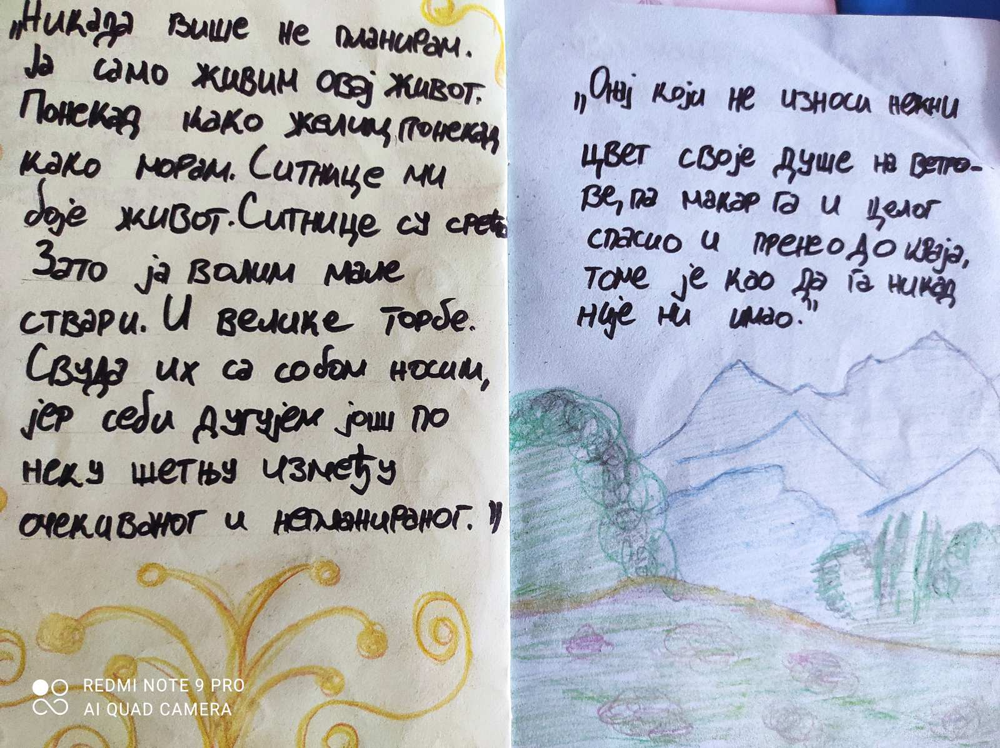 „Никада више не планирам.
Ја само живим овај живот.
Понекад како желим, понекад
како морам. Ситнице ми
боје живот. Ситнице су срећа
Зато ја волим мале
ствари. И велике торбе.
Свуда их са собом носим,
јер себи дугујем још по
неку шетњу између
очекиваног и непланираног."
„Онај који не износи нежни
цвет своје душе на ветро-
ве, па макар га и целог
спасио и пренео до краја,
томе је као да га никад
није ни имао."
REDMI NOTE 9 PRO
AI QUAD CAMERA